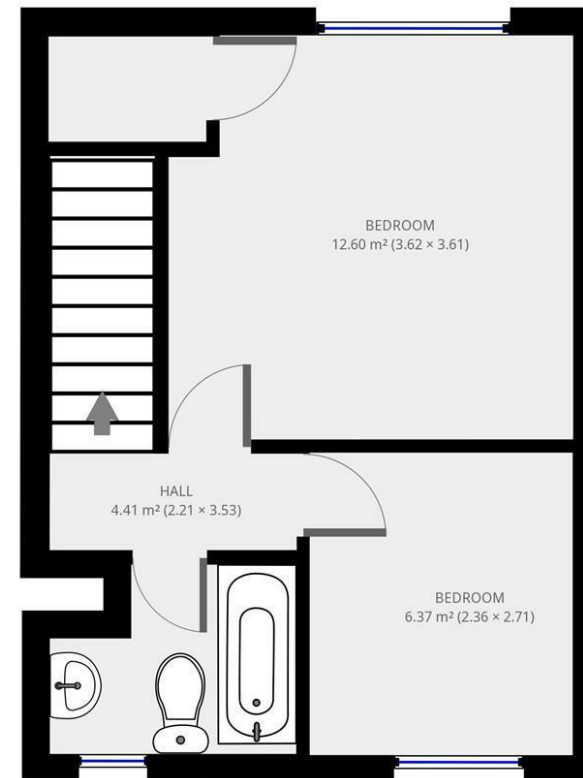 BEDROOM
12.60 m² (3.62 × 3.61)
HALL
4.41 m² (2.21 × 3.53)
BEDROOM
6.37 m² (2.36 × 2.71)